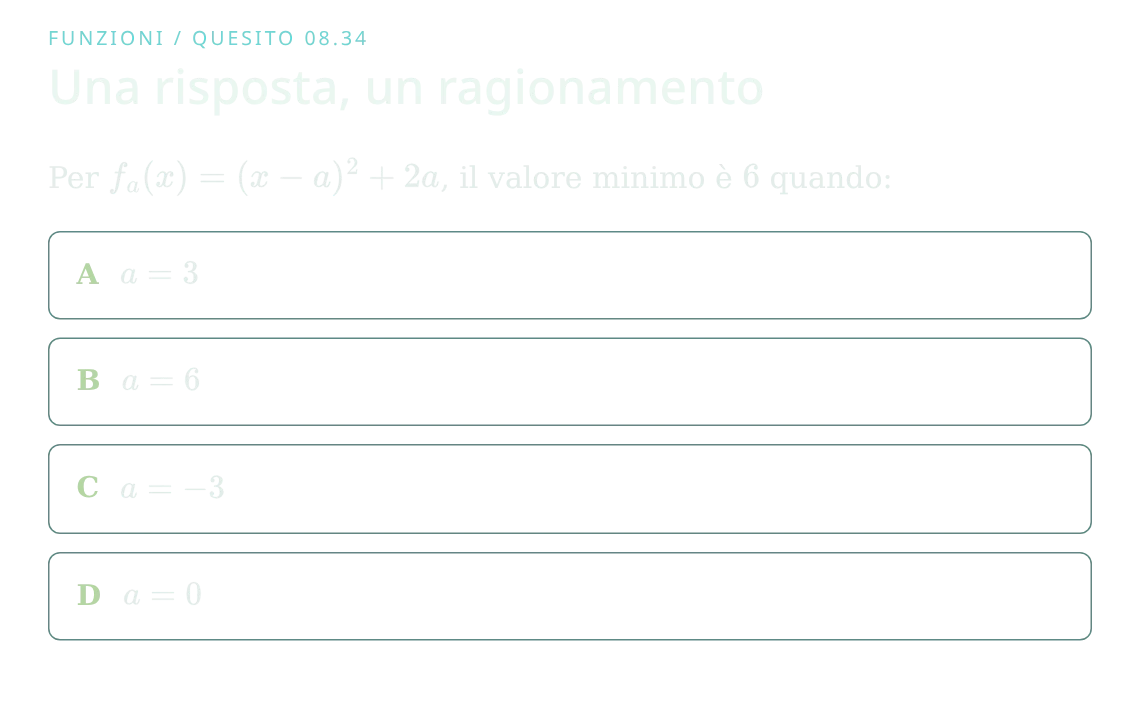 FUNZIONI / QUESITO 08.34
Una risposta, un ragionamento
Per $f_a(x) = (x - a)^2 + 2a$, il valore minimo è 6 quando:
A $a = 3$
B $a = 6$
C $a = -3$
D $a = 0$